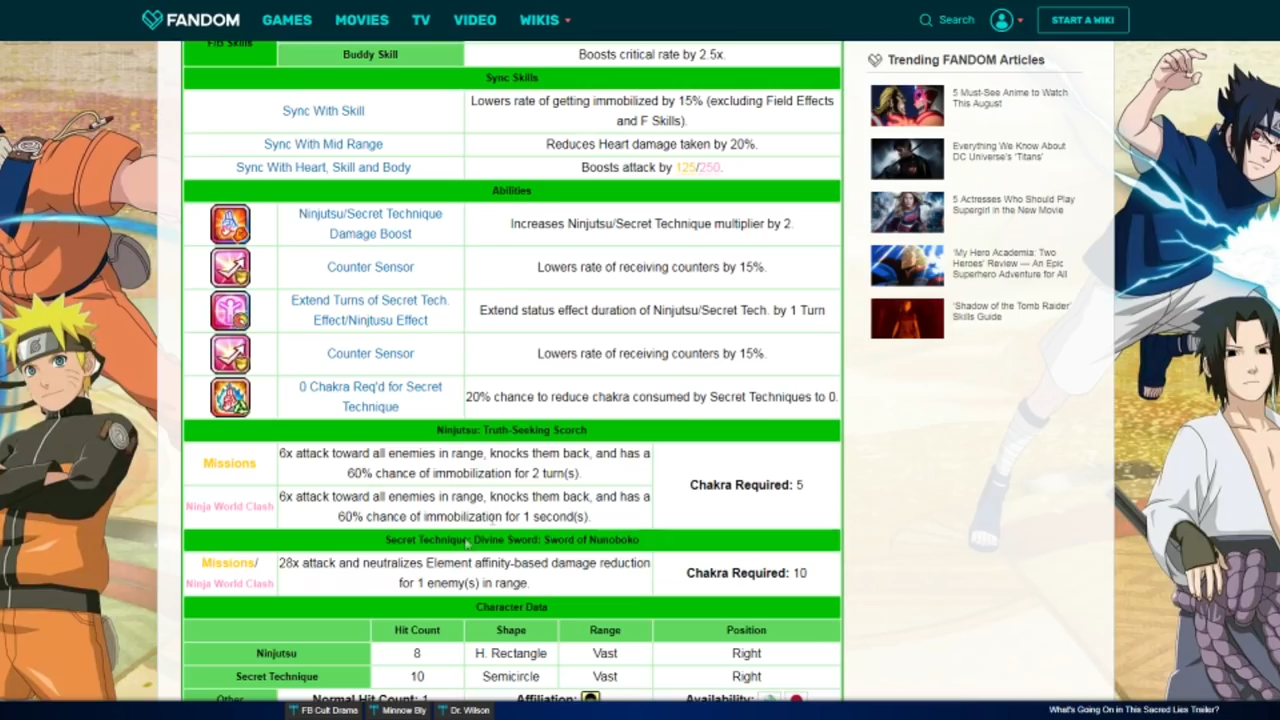 FANDOM
GAMES
MOVIES
TV
VIDEO
WIKIS
Search
START A WIKI
F/B Skills
Buddy Skill
Boosts critical rate by 2.5x.
Sync Skills
Sync With Skill
Lowers rate of getting immobilized by 15% (excluding Field Effects
and F Skills).
Sync With Mid Range
Reduces Heart damage taken by 20%.
Sync With Heart, Skill and Body
Boosts attack by 125/250.
Abilities
Ninjutsu/Secret Technique
Damage Boost
Increases Ninjutsu/Secret Technique multiplier by 2.
Counter Sensor
Lowers rate of receiving counters by 15%.
Extend Turns of Secret Tech.
Effect/Ninjtusu Effect
Extend status effect duration of Ninjutsu/Secret Tech. by 1 Turn
Counter Sensor
Lowers rate of receiving counters by 15%.
0 Chakra Req'd for Secret
Technique
20% chance to reduce chakra consumed by Secret Techniques to 0.
Ninjutsu: Truth-Seeking Scorch
Missions
6x attack toward all enemies in range, knocks them back, and has a
60% chance of immobilization for 2 turn(s).
Ninja World Clash
6x attack toward all enemies in range, knocks them back, and has a
60% chance of immobilization for 1 second(s).
Chakra Required: 5
Secret Technique: Divine Sword: Sword of Nunoboko
Missions/
Ninja World Clash
28x attack and neutralizes Element affinity-based damage reduction
for 1 enemy(s) in range.
Chakra Required: 10
Character Data
Hit Count
Shape
Range
Position
Ninjutsu
8
H. Rectangle
Vast
Right
Secret Technique
10
Semicircle
Vast
Right
Other
Normal Hit Count: 1
Affiliation:
Availability:
Trending FANDOM Articles
5 Must-See Anime to Watch
This August
Everything We Know About
DC Universe's 'Titans'
5 Actresses Who Should Play
Supergirl in the New Movie
'My Hero Academia: Two
Heroes' Review — An Epic
Superhero Adventure for All
'Shadow of the Tomb Raider'
Skills Guide
FB Cult Drama
Minnow Bly
Dr. Wilson
What's Going On in This Sacred Lies Trailer?